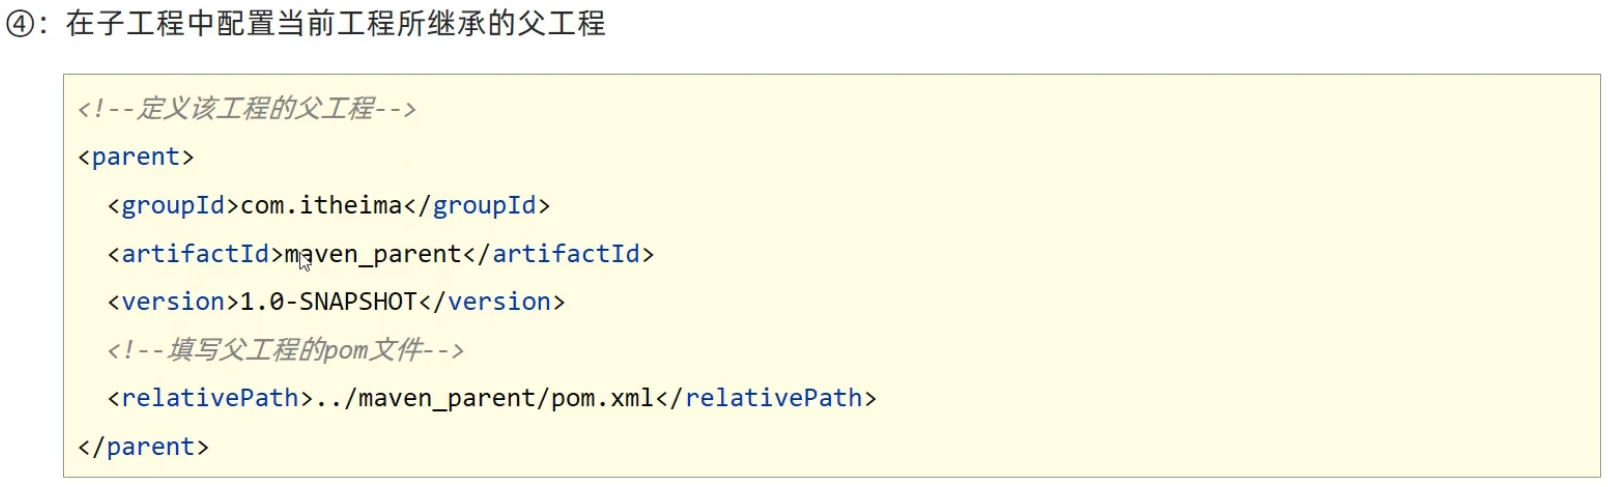 ④：在子工程中配置当前工程所继承的父工程
<!--定义该工程的父工程-->
<parent>
  <groupId>com.itheima</groupId>
  <artifactId>maven_parent</artifactId>
  <version>1.0-SNAPSHOT</version>
  <!--填写父工程的pom文件-->
  <relativePath>../maven_parent/pom.xml</relativePath>
</parent>